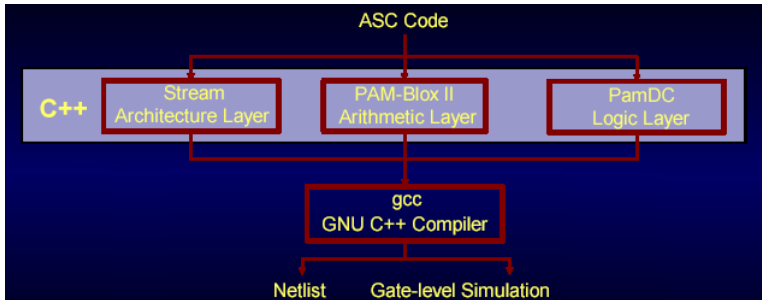 ASC Code
C++
Stream
Architecture Layer
PAM-Blox II
Arithmetic Layer
PamDC
Logic Layer
gcc
GNU C++ Compiler
Netlist
Gate-level Simulation